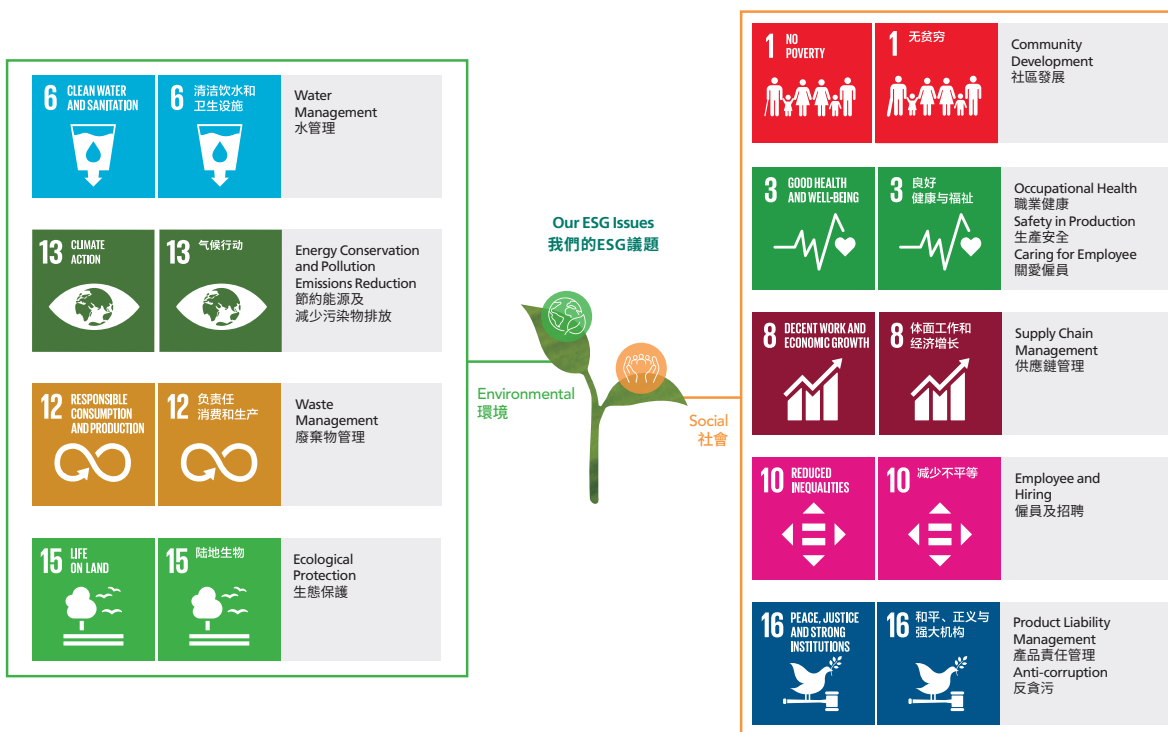 6 CLEAN WATER
AND SANITATION
6 清洁饮水和
卫生设施
Water
Management
水管理
13 CLIMATE
ACTION
13 气候行动
Energy Conservation
and Pollution
Emissions Reduction
節約能源及
減少污染物排放
12 RESPONSIBLE
CONSUMPTION
AND PRODUCTION
12 负责任
消费和生产
Waste
Management
廢棄物管理
15 LIFE
ON LAND
15 陆地生物
Ecological
Protection
生態保護
Our ESG Issues
我們的ESG議題
Environmental
環境
Social
社會
1 NO
POVERTY
1 无贫穷
Community
Development
社區發展
3 GOOD HEALTH
AND WELL-BEING
3 良好
健康与福祉
Occupational Health
職業健康
Safety in Production
生產安全
Caring for Employee
關愛僱員
8 DECENT WORK AND
ECONOMIC GROWTH
8 体面工作和
经济增长
Supply Chain
Management
供應鏈管理
10 REDUCED
INEQUALITIES
10 减少不平等
Employee and
Hiring
僱員及招聘
16 PEACE, JUSTICE
AND STRONG
INSTITUTIONS
16 和平、正义与
强大机构
Product Liability
Management
產品責任管理
Anti-corruption
反貪污